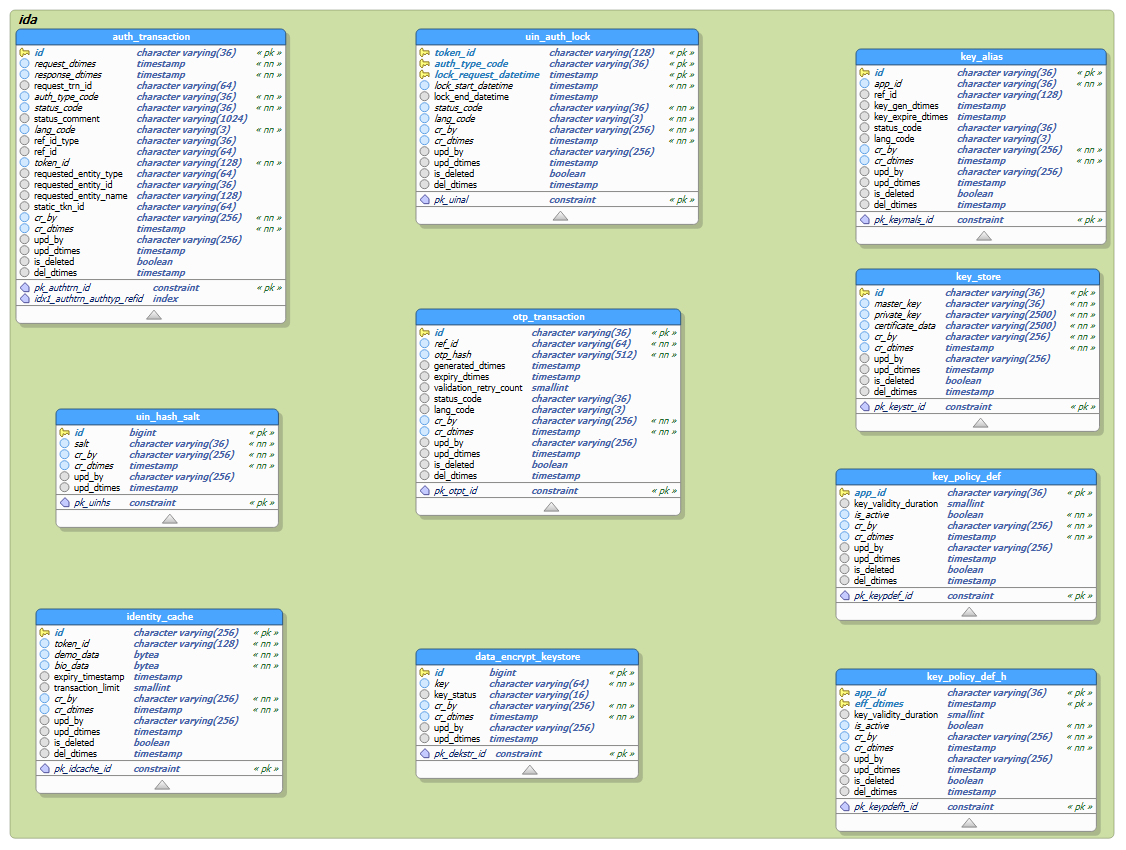 ida
auth_transaction
id character varying(36) « pk »
request_dtimes timestamp « nn »
response_dtimes timestamp « nn »
request_trn_id character varying(64)
auth_type_code character varying(36) « nn »
status_code character varying(36) « nn »
status_comment character varying(1024)
lang_code character varying(3) « nn »
ref_id_type character varying(36)
ref_id character varying(64)
token_id character varying(128) « nn »
requested_entity_type character varying(64)
requested_entity_id character varying(36)
requested_entity_name character varying(128)
static_tkn_id character varying(64)
cr_by character varying(256) « nn »
cr_dtimes timestamp « nn »
upd_by character varying(256)
upd_dtimes timestamp
is_deleted boolean
del_dtimes timestamp
pk_authtrn_id constraint « pk »
idx1_authtrn_authtyp_refid index
uin_auth_lock
token_id character varying(128) « pk »
auth_type_code character varying(36) « pk »
lock_request_datetime timestamp « pk »
lock_start_datetime timestamp « nn »
lock_end_datetime timestamp
status_code character varying(36) « nn »
lang_code character varying(3) « nn »
cr_by character varying(256) « nn »
cr_dtimes timestamp « nn »
upd_by character varying(256)
upd_dtimes timestamp
is_deleted boolean
del_dtimes timestamp
pk_uinal constraint « pk »
key_alias
id character varying(36) « pk »
app_id character varying(36) « nn »
ref_id character varying(128)
key_gen_dtimes timestamp
key_expire_dtimes timestamp
status_code character varying(36)
lang_code character varying(3)
cr_by character varying(256) « nn »
cr_dtimes timestamp « nn »
upd_by character varying(256)
upd_dtimes timestamp
is_deleted boolean
del_dtimes timestamp
pk_keymals_id constraint « pk »
key_store
id character varying(36) « pk »
master_key character varying(36) « nn »
private_key character varying(2500) « nn »
certificate_data character varying(2500) « nn »
cr_by character varying(256) « nn »
cr_dtimes timestamp « nn »
upd_by character varying(256)
upd_dtimes timestamp
is_deleted boolean
del_dtimes timestamp
pk_keystr_id constraint « pk »
otp_transaction
id character varying(36) « pk »
ref_id character varying(64) « nn »
otp_hash character varying(512) « nn »
generated_dtimes timestamp
expiry_dtimes timestamp
validation_retry_count smallint
status_code character varying(36)
lang_code character varying(3)
cr_by character varying(256) « nn »
cr_dtimes timestamp « nn »
upd_by character varying(256)
upd_dtimes timestamp
is_deleted boolean
del_dtimes timestamp
pk_otpt_id constraint « pk »
uin_hash_salt
id bigint « pk »
salt character varying(36) « nn »
cr_by character varying(256) « nn »
cr_dtimes timestamp « nn »
upd_by character varying(256)
upd_dtimes timestamp
pk_uinhs constraint « pk »
key_policy_def
app_id character varying(36) « pk »
key_validity_duration smallint
is_active boolean « nn »
cr_by character varying(256) « nn »
cr_dtimes timestamp « nn »
upd_by character varying(256)
upd_dtimes timestamp
is_deleted boolean
del_dtimes timestamp
pk_keypdef_id constraint « pk »
identity_cache
id character varying(256) « pk »
token_id character varying(128) « nn »
demo_data bytea « nn »
bio_data bytea « nn »
expiry_timestamp timestamp
transaction_limit smallint
cr_by character varying(256) « nn »
cr_dtimes timestamp « nn »
upd_by character varying(256)
upd_dtimes timestamp
is_deleted boolean
del_dtimes timestamp
pk_idcache_id constraint « pk »
data_encrypt_keystore
id bigint « pk »
key character varying(64) « nn »
key_status character varying(16)
cr_by character varying(256) « nn »
cr_dtimes timestamp « nn »
upd_by character varying(256)
upd_dtimes timestamp
pk_dekstr_id constraint « pk »
key_policy_def_h
app_id character varying(36) « pk »
eff_dtimes timestamp « pk »
key_validity_duration smallint
is_active boolean « nn »
cr_by character varying(256) « nn »
cr_dtimes timestamp « nn »
upd_by character varying(256)
upd_dtimes timestamp
is_deleted boolean
del_dtimes timestamp
pk_keypdefh_id constraint « pk »